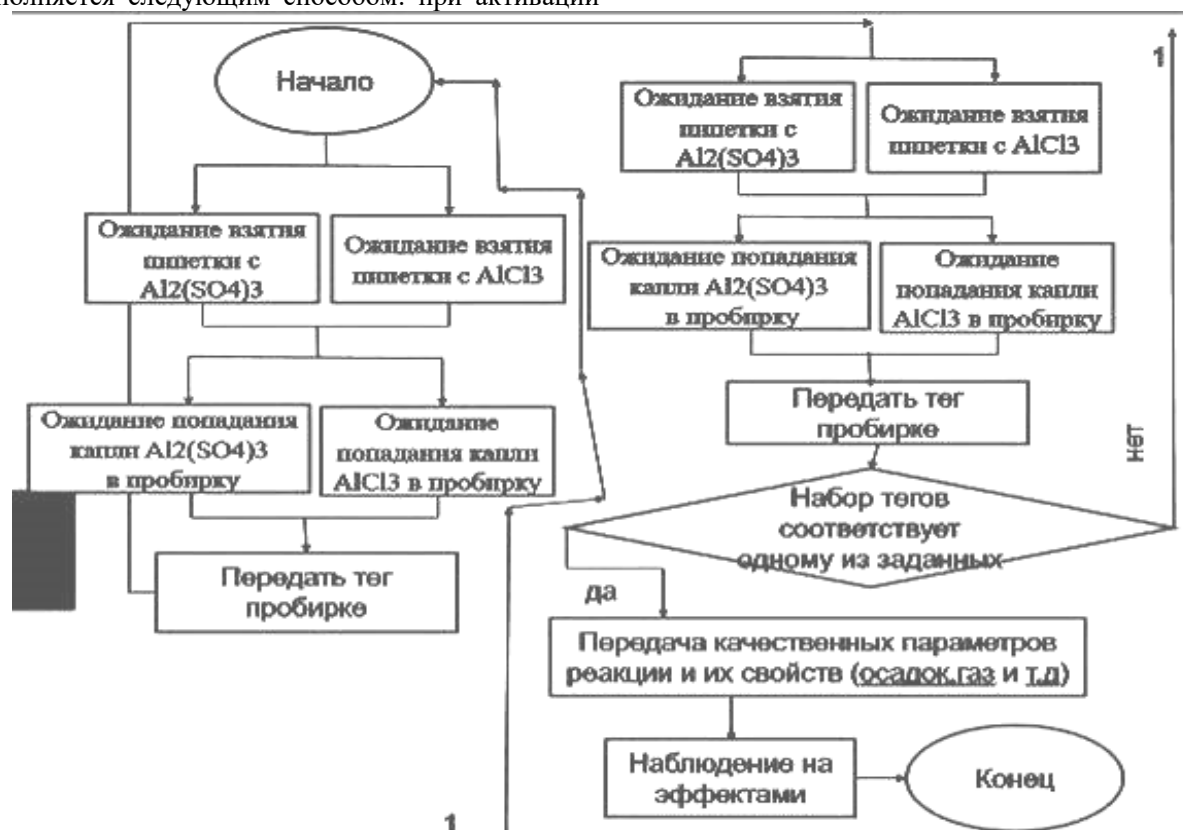 полняется следующим способом: при активации
Начало
Ожидание взятия
пипетки с
Al2(SO4)3
Ожидание взятия
пипетки с AlCl3
Ожидание попадания
капли Al2(SO4)3
в пробирку
Ожидание
попадания капли
AlCl3 в пробирку
Передать тег
пробирке
1
Ожидание взятия
пипетки с
Al2(SO4)3
Ожидание взятия
пипетки с AlCl3
Ожидание попадания
капли Al2(SO4)3
в пробирку
Ожидание
попадания капли
AlCl3 в пробирку
Передать тег
пробирке
Набор тегов
соответствует
одному из заданных
нет
1
да
Передача качественных параметров
реакции и их свойств (осадок,газ и т.д)
Наблюдение на
эффектами
Конец